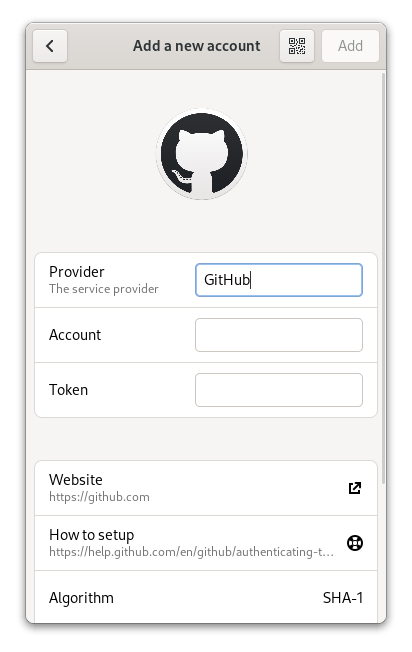 Add a new account
Add
Provider
The service provider
GitHub
Account
Token
Website
https://github.com
How to setup
https://help.github.com/en/github/authenticating-t...
Algorithm
SHA-1